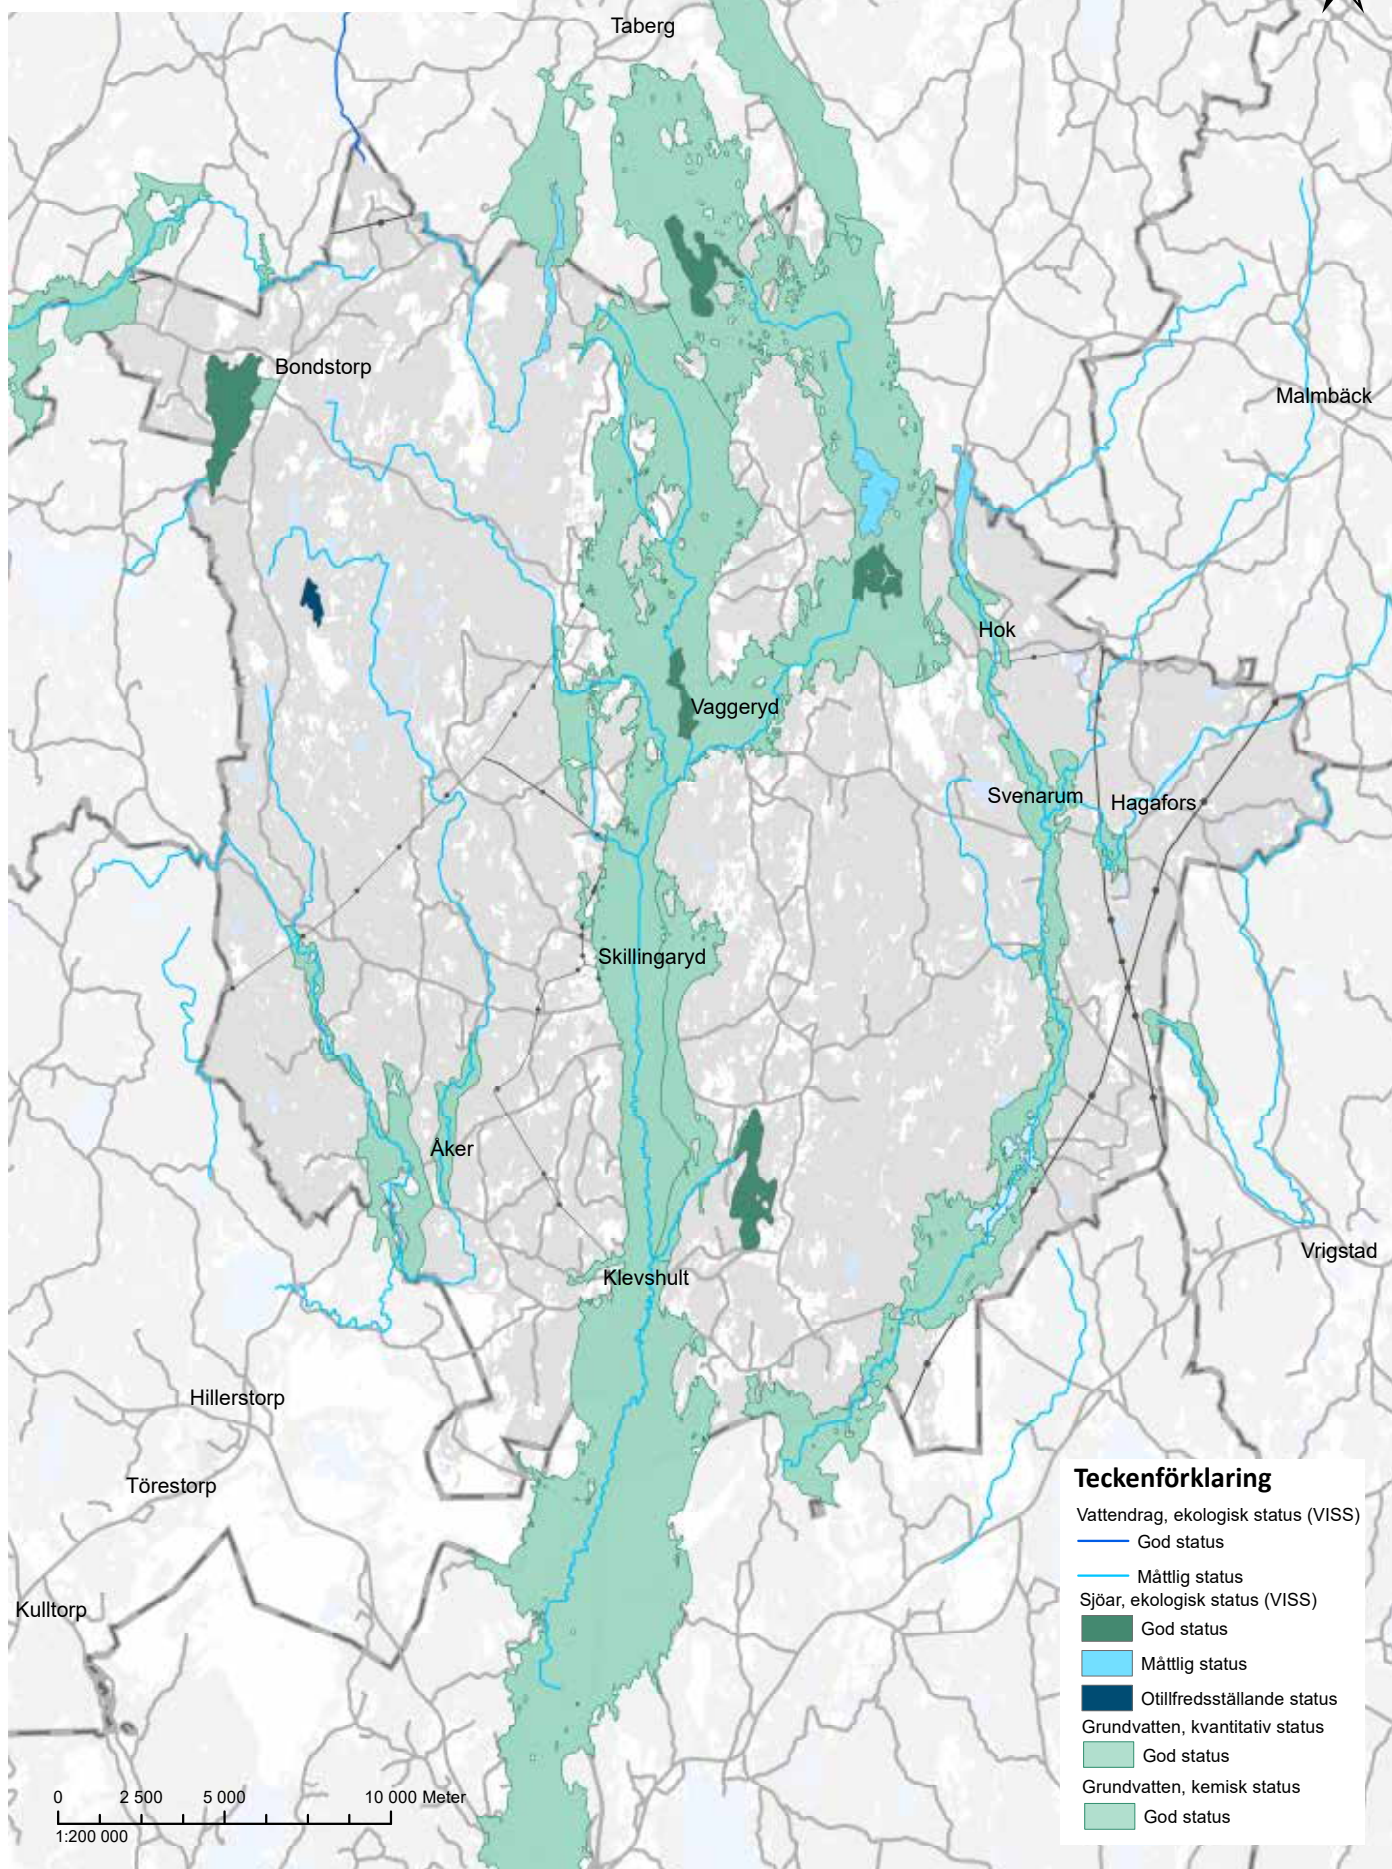 Taberg
Bondstorp
Malmbäck
Hok
Vaggeryd
Svenarum
Hagafors
Skillingaryd
Åker
Vrigstad
Klevshult
Hillerstorp
Törestorp
Kulltorp
Teckenförklaring
Vattendrag, ekologisk status (VISS)
God status
Måttlig status
Sjöar, ekologisk status (VISS)
God status
Måttlig status
Otillfredsställande status
Grundvatten, kvantitativ status
God status
Grundvatten, kemisk status
God status
0 2 500 5 000 10 000 Meter
1:200 000